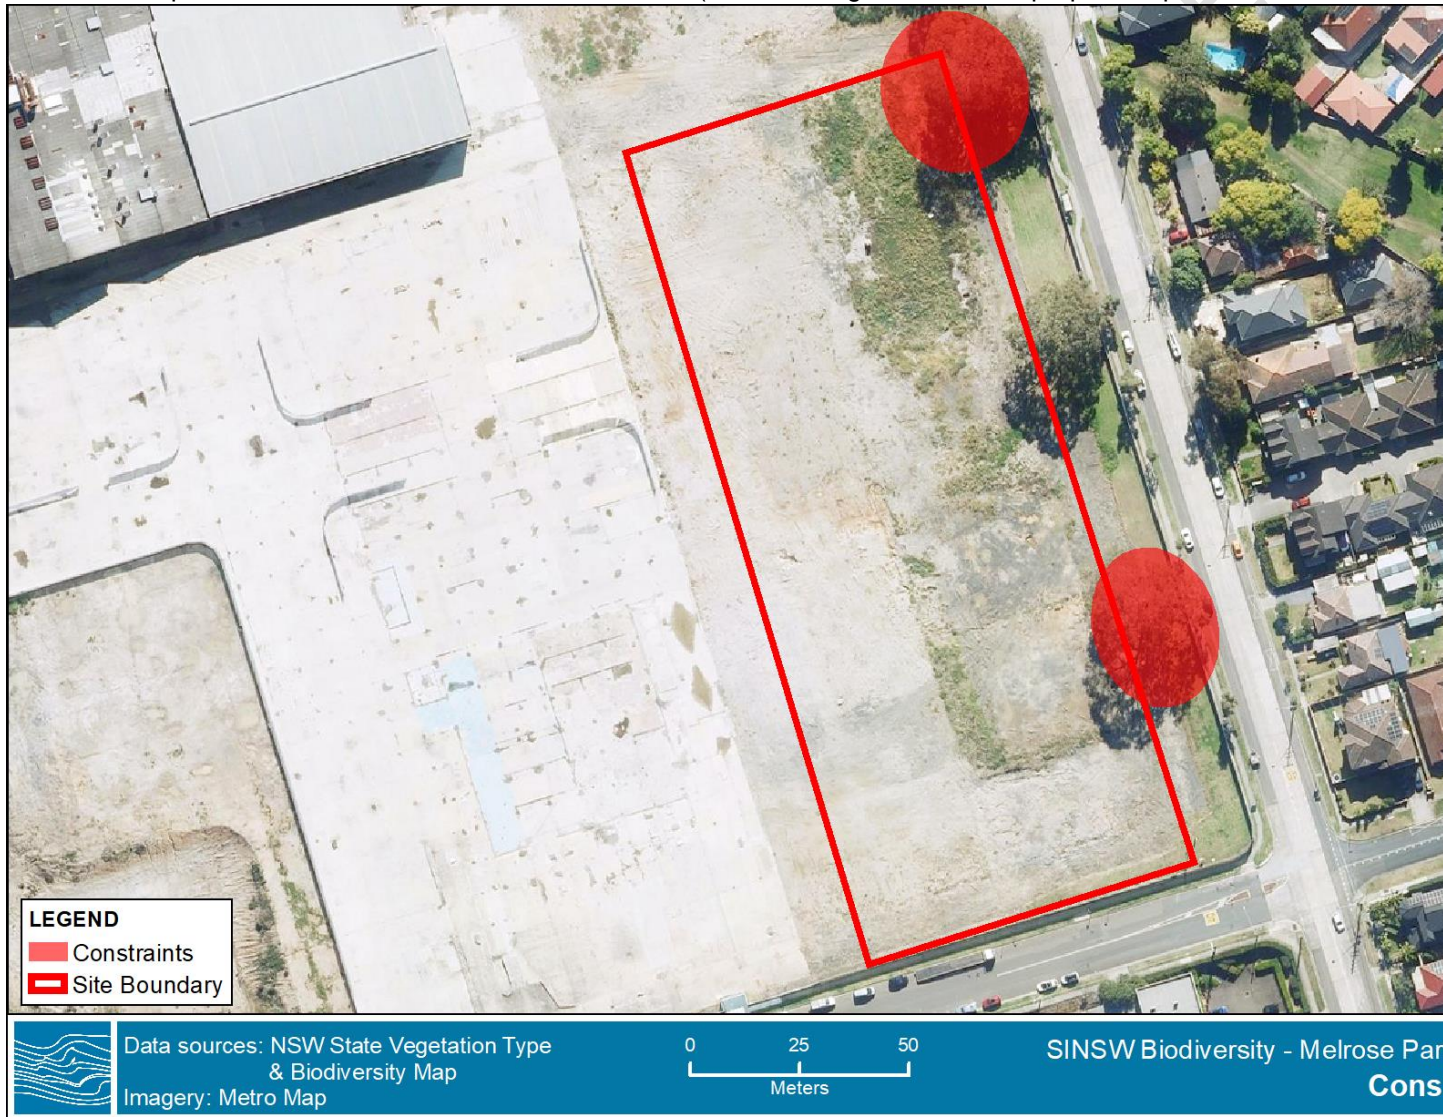 LEGEND
Constraints
Site Boundary
Data sources: NSW State Vegetation Type
& Biodiversity Map
Imagery: Metro Map
0 25 50
Meters
SINSW Biodiversity - Melrose Par
Cons